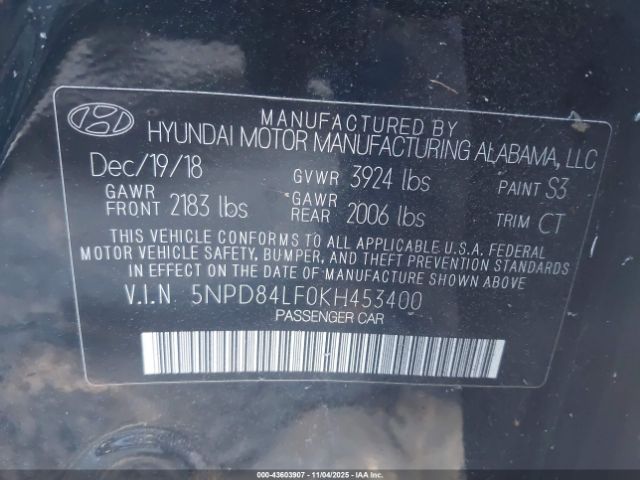 MANUFACTURED BY
HYUNDAI MOTOR MANUFACTURING ALABAMA, LLC
Dec/19/18 GVWR 3924 lbs PAINT S3
GAWR FRONT 2183 lbs GAWR REAR 2006 lbs TRIM CT
THIS VEHICLE CONFORMS TO ALL APPLICABLE U.S.A. FEDERAL
MOTOR VEHICLE SAFETY, BUMPER, AND THEFT PREVENTION STANDARDS
IN EFFECT ON THE DATE OF MANUFACTURE SHOWN ABOVE
V.I.N 5NPD84LF0KH453400
PASSENGER CAR
000-43603907 - 11/04/2025 - IAAI.COM